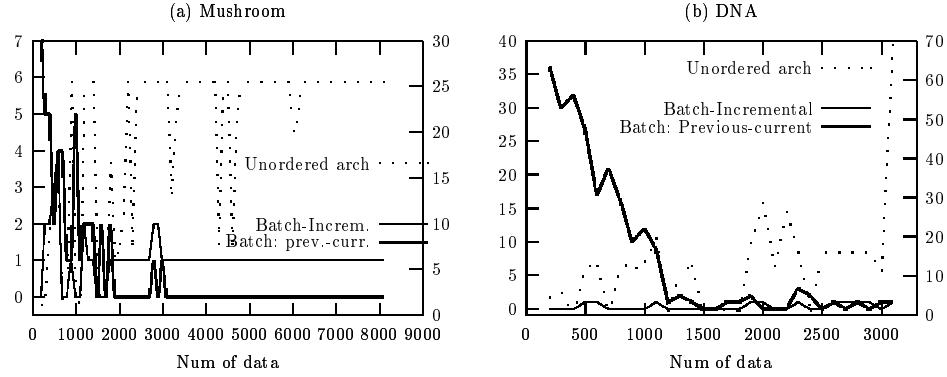 (a) Mushroom
7
6
5
4
3
2
1
0
30
25
20
15
10
5
0
Unordered arch
Batch-Increm.
Batch: prev.-curr.
0 1000 2000 3000 4000 5000 6000 7000 8000 9000
Num of data
(b) DNA
40
35
30
25
20
15
10
5
0
70
60
50
40
30
20
10
0
Unordered arch
Batch-Incremental
Batch: Previous-current
0 500 1000 1500 2000 2500 3000
Num of data